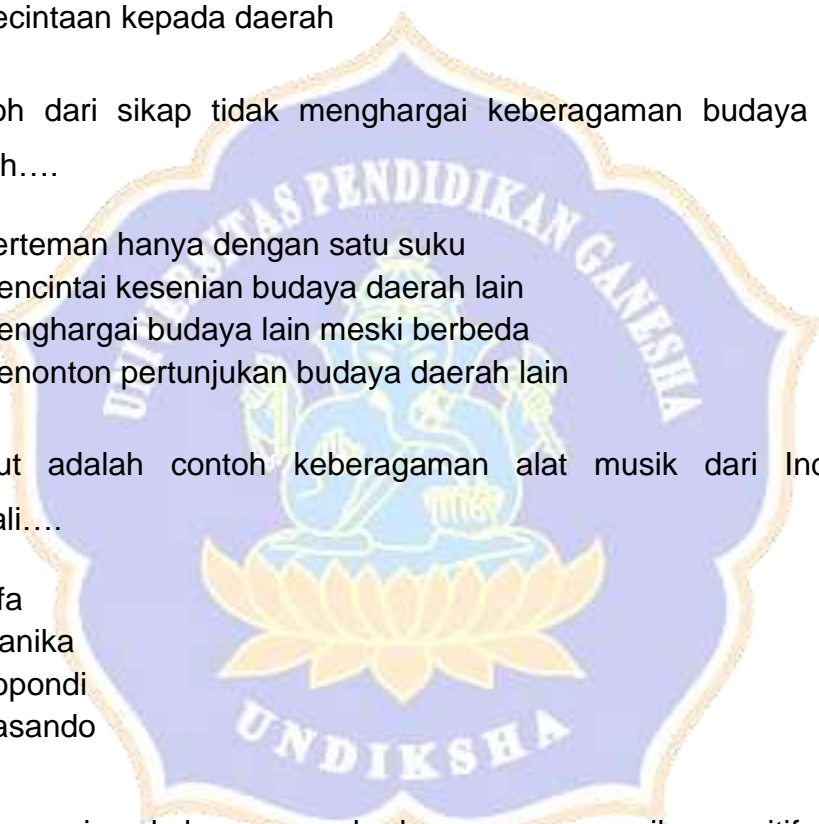 ecintaan kepada daerah
oh dari sikap tidak menghargai keberagaman budaya
h….
erteman hanya dengan satu suku
encintai kesenian budaya daerah lain
enghargai budaya lain meski berbeda
enonton pertunjukan budaya daerah lain
ut adalah contoh keberagaman alat musik dari Ind
ali….
fa
anika
opondi
asando
UNIVERSITAS PENDIDIKAN GANESHA
UNDIKSHA